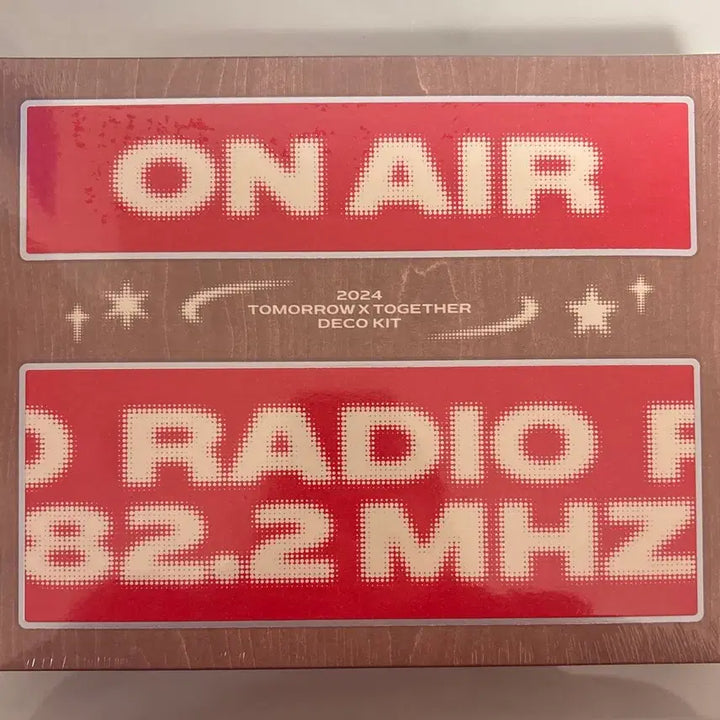 ON AIR
2024
TOMORROW X TOGETHER
DECO KIT
O RADIO R
82.2 MHZ